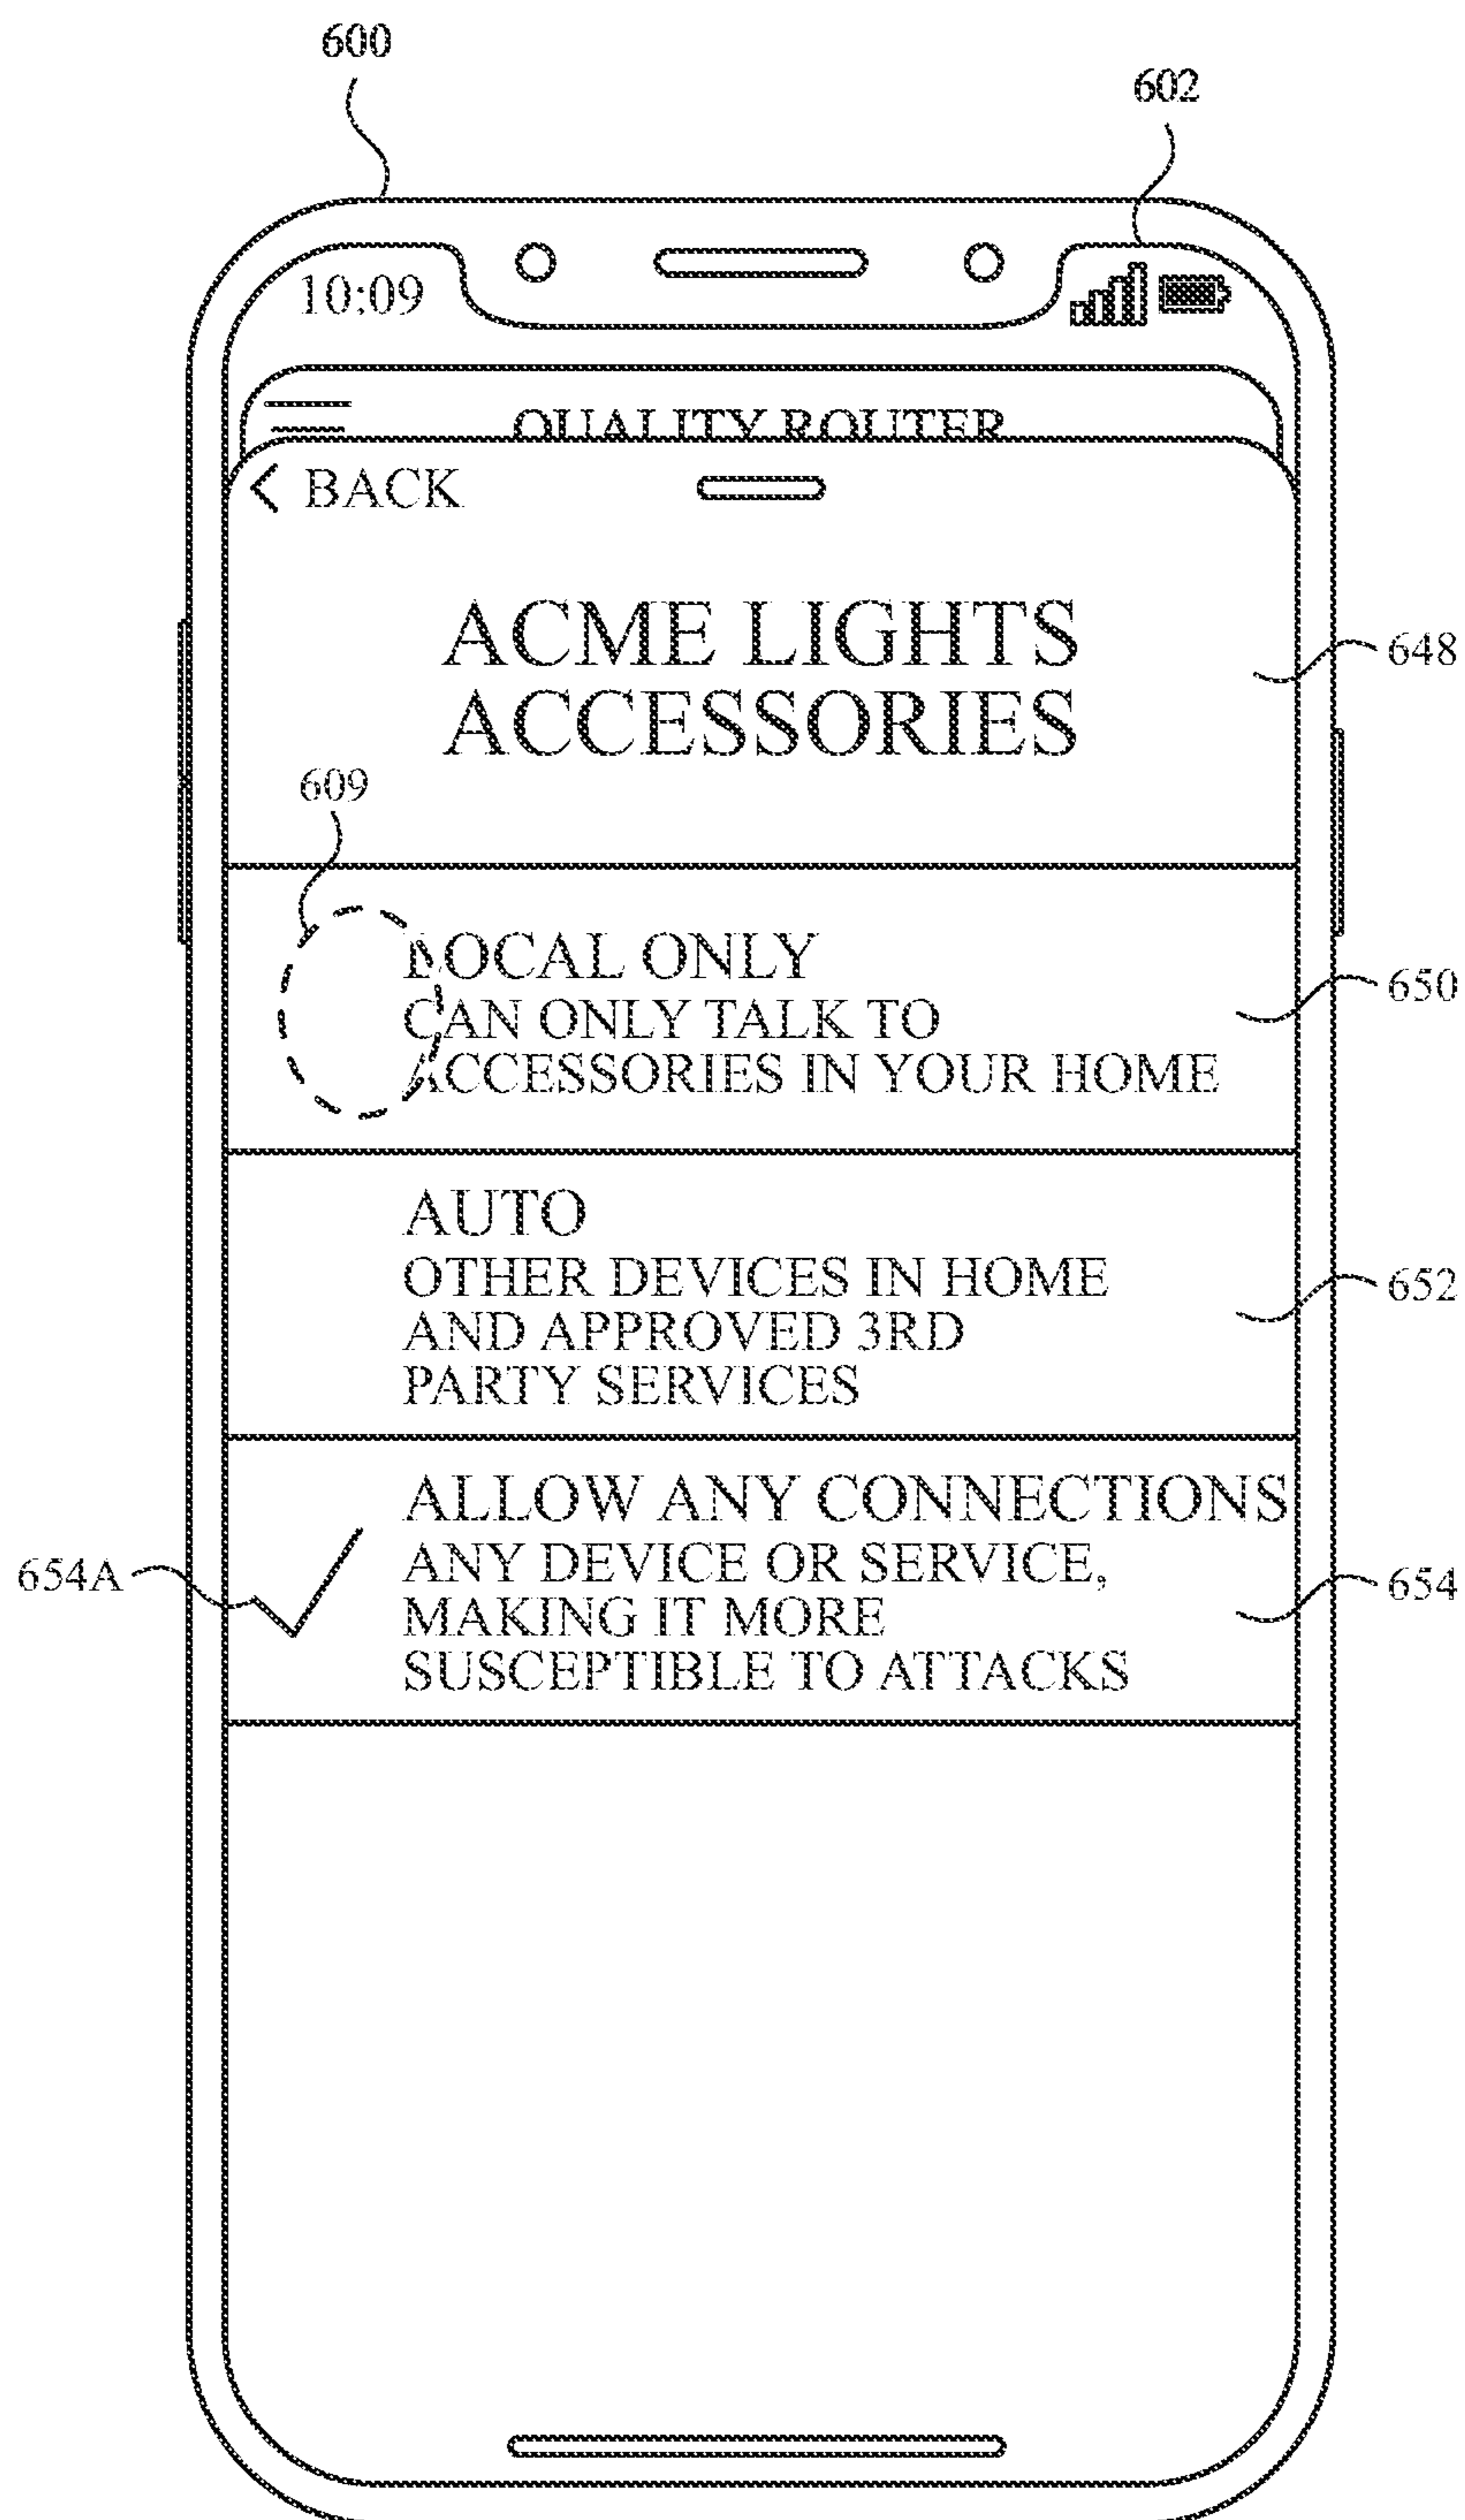 600
602
10:09
QUALITY ROUTER
BACK
ACME LIGHTS
ACCESSORIES
648
609
LOCAL ONLY
CAN ONLY TALK TO
ACCESSORIES IN YOUR HOME
650
AUTO
OTHER DEVICES IN HOME
AND APPROVED 3RD
PARTY SERVICES
652
ALLOW ANY CONNECTIONS
ANY DEVICE OR SERVICE,
MAKING IT MORE
SUSCEPTIBLE TO ATTACKS
654A
654